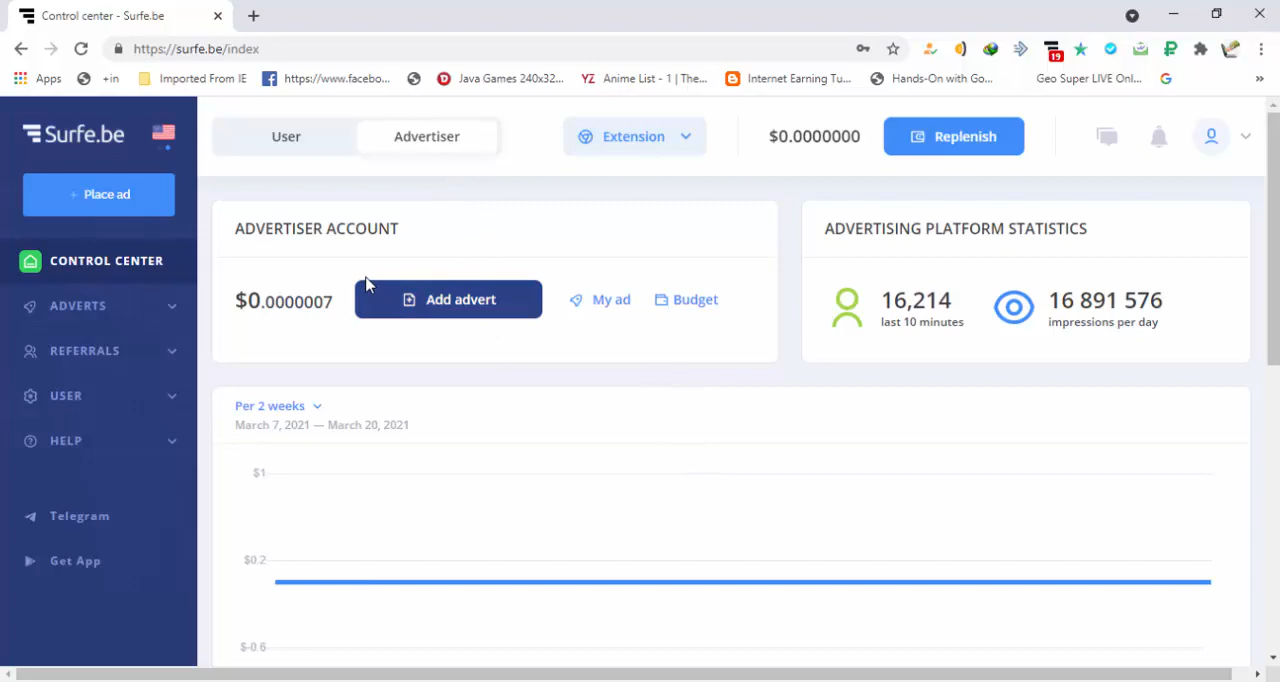 Control center - Surfe.be
https://surfe.be/index
19
Apps
+in
Imported From IE
https://www.facebo...
Java Games 240x32...
YZ Anime List - 1 | The...
Internet Earning Tu...
Hands-On with Go...
Geo Super LIVE Onl...
Surfe.be
User
Advertiser
Extension
$0.0000000
Replenish
+ Place ad
CONTROL CENTER
ADVERTS
REFERRALS
USER
HELP
Telegram
Get App
ADVERTISER ACCOUNT
$0.0000007
Add advert
My ad
Budget
ADVERTISING PLATFORM STATISTICS
16,214
last 10 minutes
16 891 576
impressions per day
Per 2 weeks
March 7, 2021 — March 20, 2021
$1
$0.2
$-0.6